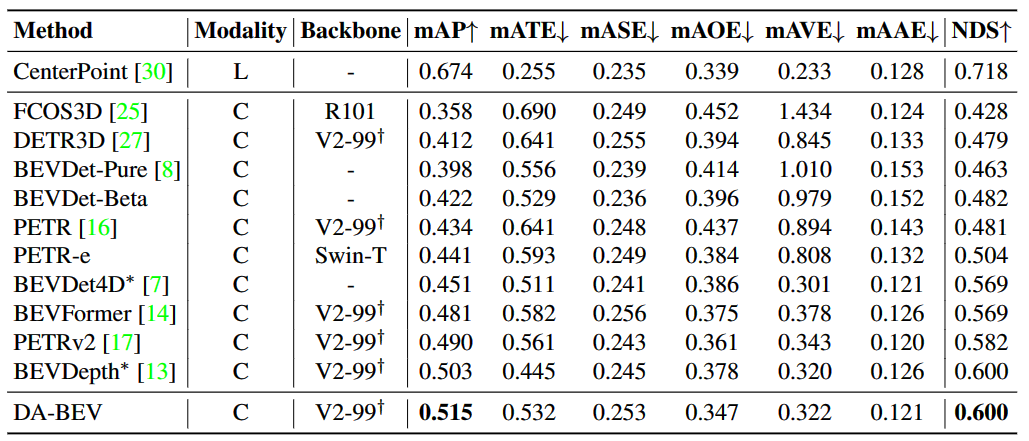 Method Modality Backbone mAP↑ mATE↓ mASE↓ mAOE↓ mAVE↓ mAAE↓ NDS↑
CenterPoint [30] L - 0.674 0.255 0.235 0.339 0.233 0.128 0.718
FCOS3D [25] C R101 0.358 0.690 0.249 0.452 1.434 0.124 0.428
DETR3D [27] C V2-99† 0.412 0.641 0.255 0.394 0.845 0.133 0.479
BEVDet-Pure [8] C - 0.398 0.556 0.239 0.414 1.010 0.153 0.463
BEVDet-Beta C - 0.422 0.529 0.236 0.396 0.979 0.152 0.482
PETR [16] C V2-99† 0.434 0.641 0.248 0.437 0.894 0.143 0.481
PETR-e C Swin-T 0.441 0.593 0.249 0.384 0.808 0.132 0.504
BEVDet4D* [7] C - 0.451 0.511 0.241 0.386 0.301 0.121 0.569
BEVFormer [14] C V2-99† 0.481 0.582 0.256 0.375 0.378 0.126 0.569
PETRv2 [17] C V2-99† 0.490 0.561 0.243 0.361 0.343 0.120 0.582
BEVDepth* [13] C V2-99† 0.503 0.445 0.245 0.378 0.320 0.126 0.600
DA-BEV C V2-99† 0.515 0.532 0.253 0.347 0.322 0.121 0.600